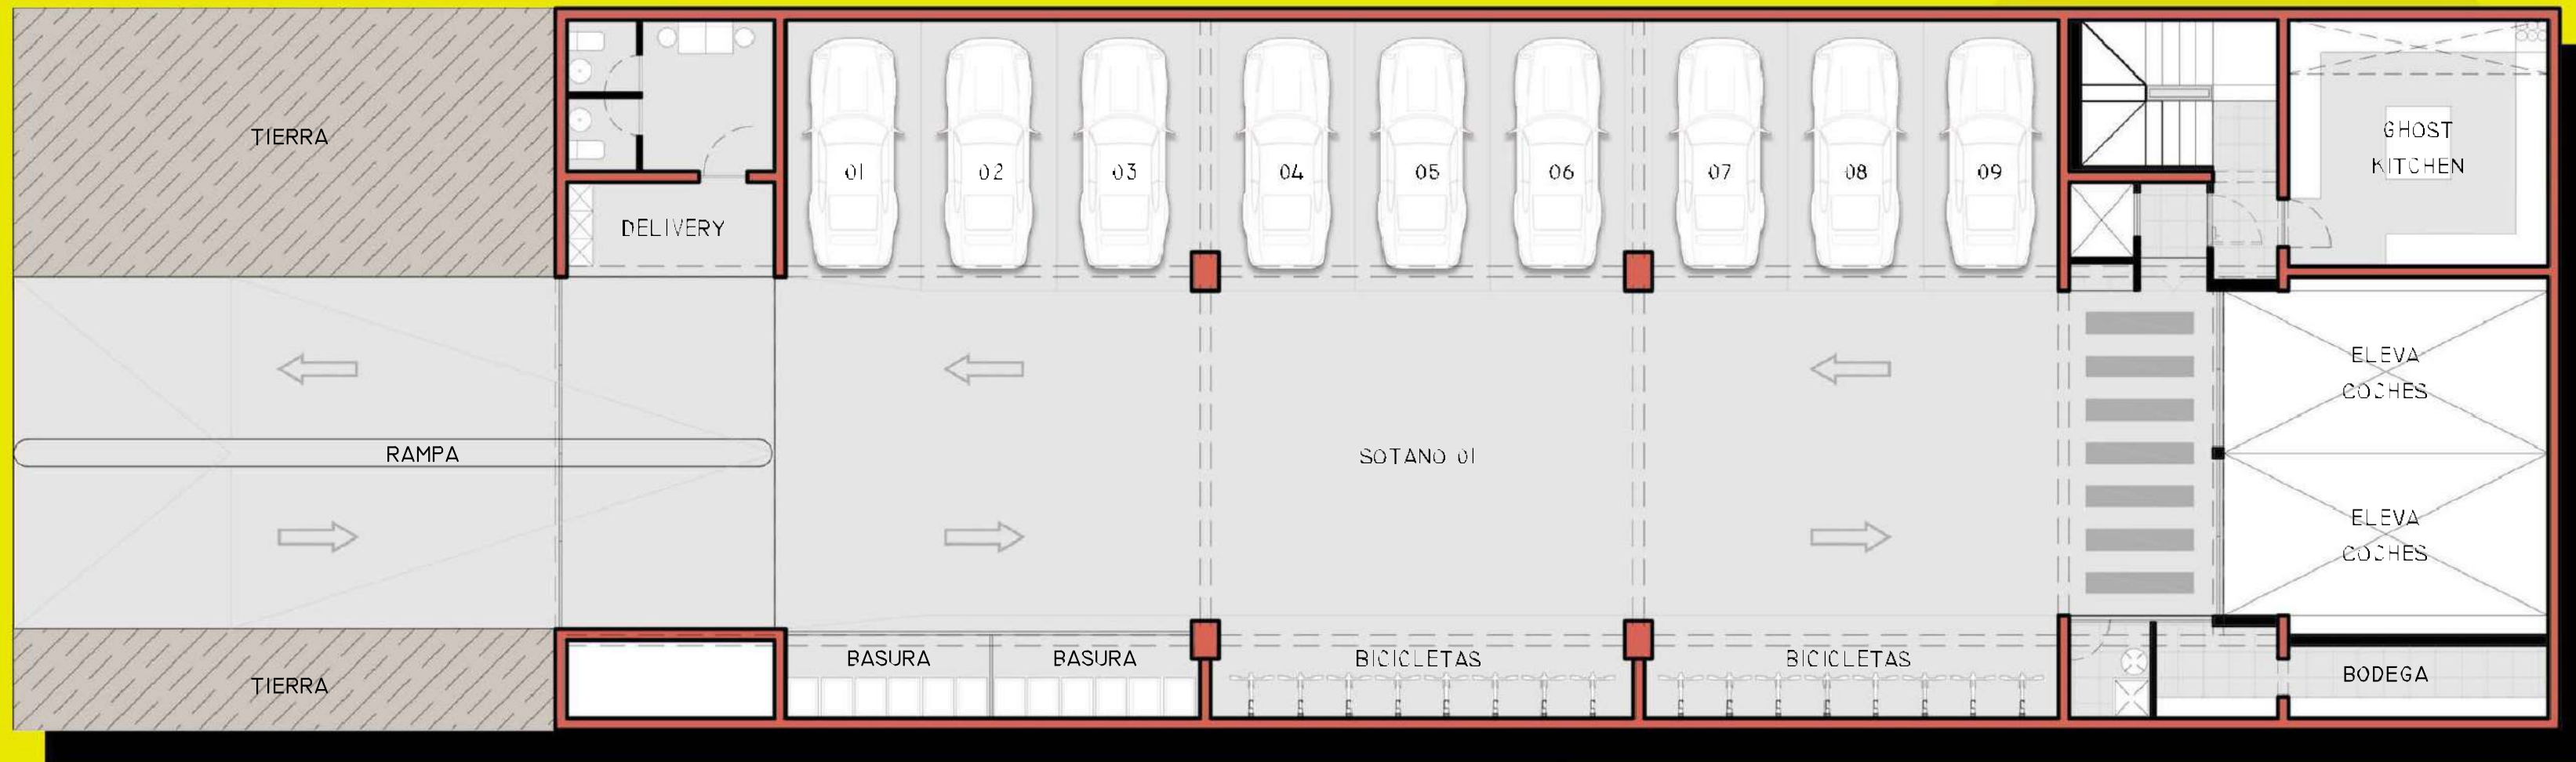 TIERRA
DELIVERY
01
02
03
04
05
06
07
08
09
GHOST
KITCHEN
ELEVA
COCHES
RAMPA
SOTANO 01
ELEVA
COCHES
TIERRA
BASURA
BASURA
BICICLETAS
BICICLETAS
BODEGA